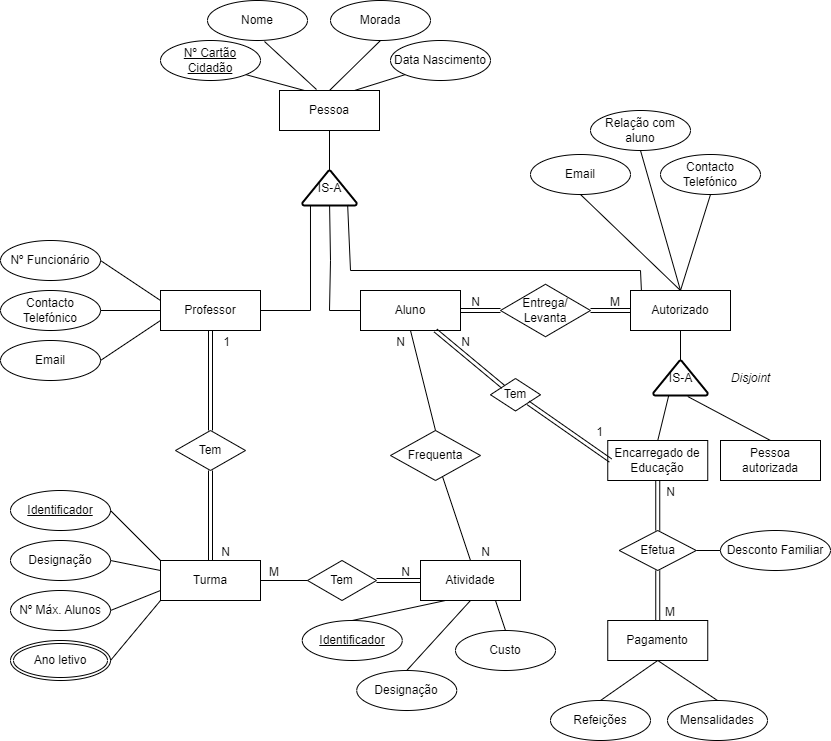 Nome
Morada
Nº Cartão
Cidadão
Data Nascimento
Pessoa
IS-A
Relação com
aluno
Email
Contacto
Telefónico
Nº Funcionário
Contacto
Telefónico
Email
Professor
1
Aluno
N
Entrega/
Levanta
M
Autorizado
N
N
IS-A
Disjoint
Tem
1
Tem
Frequenta
Encarregado de
Educação
Pessoa
autorizada
N
Identificador
Designação
Nº Máx. Alunos
Ano letivo
N
Turma
M
Tem
N
N
Atividade
Efetua
Desconto Familiar
M
Identificador
Designação
Custo
Pagamento
Refeições
Mensalidades